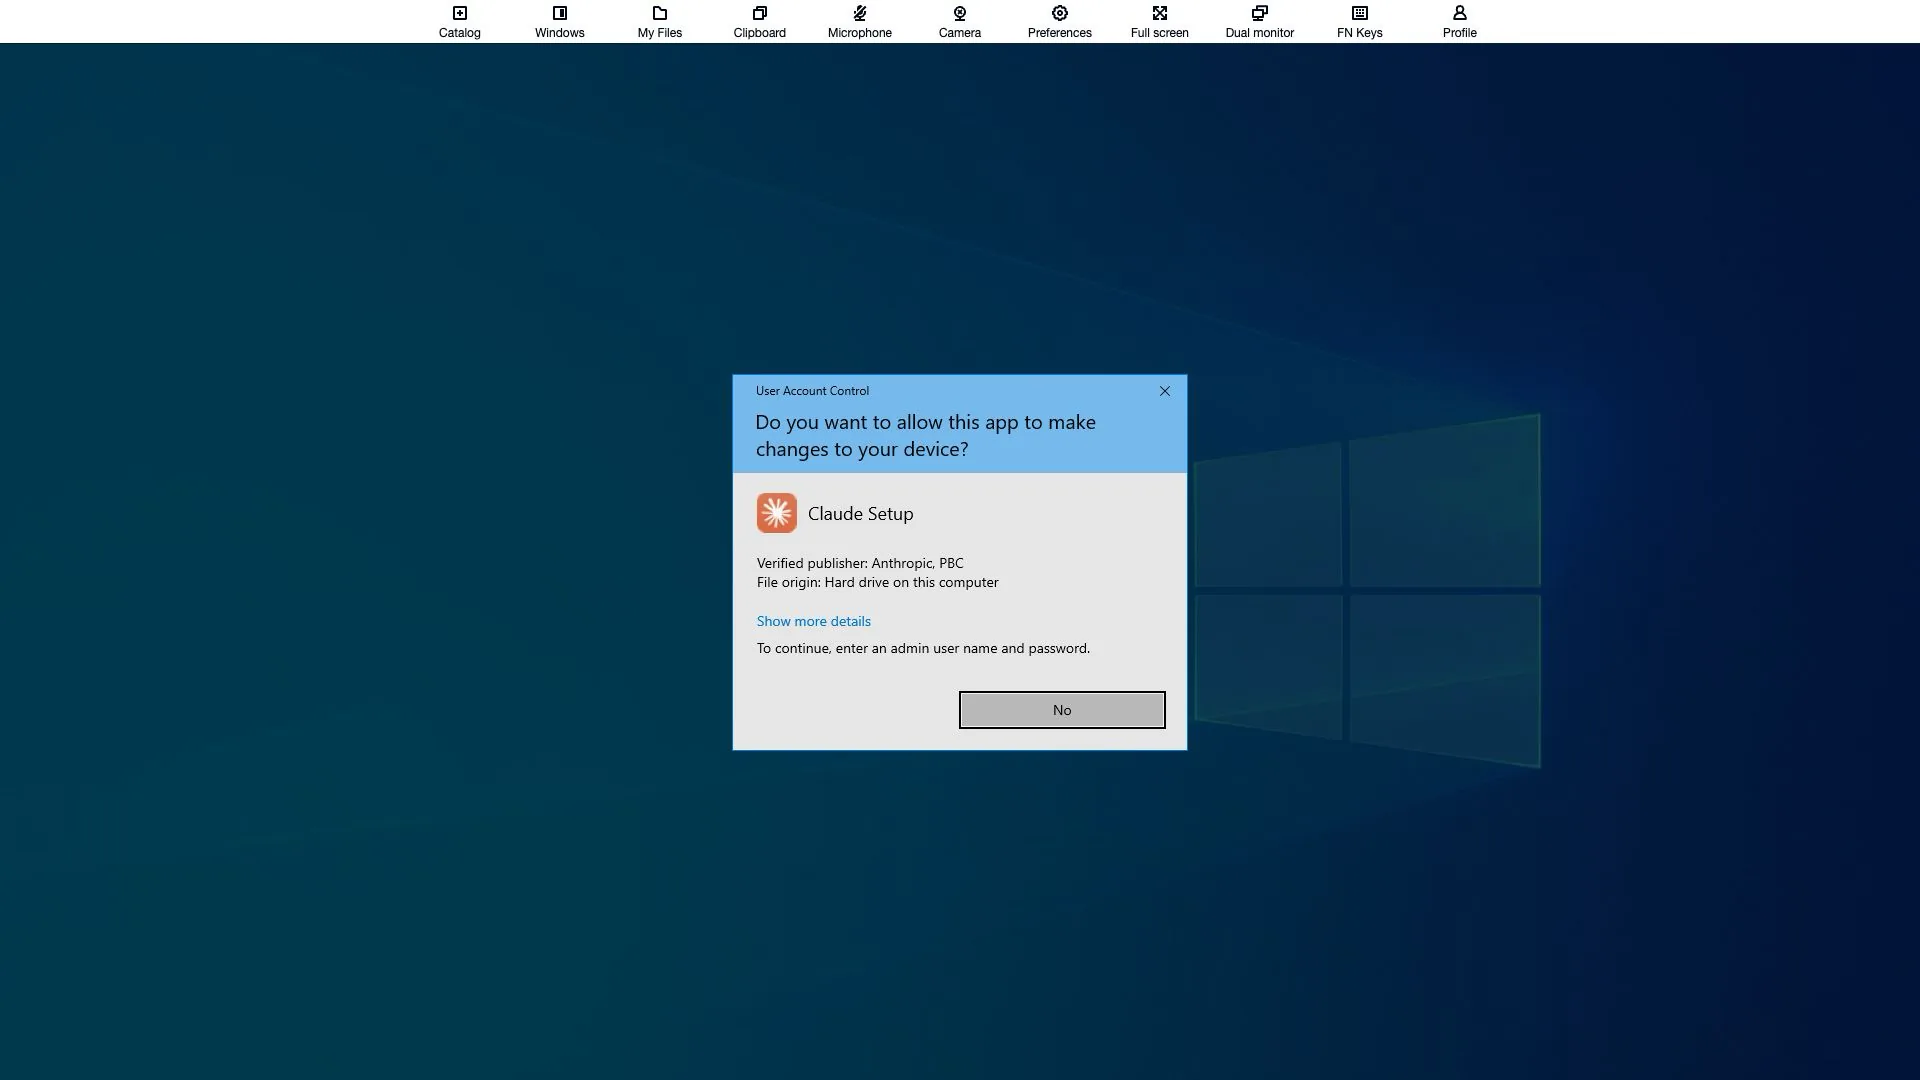 Catalog
Windows
My Files
Clipboard
Microphone
Camera
Preferences
Full screen
Dual monitor
FN Keys
Profile
User Account Control
Do you want to allow this app to make
changes to your device?
Claude Setup
Verified publisher: Anthropic, PBC
File origin: Hard drive on this computer
Show more details
To continue, enter an admin user name and password.
No